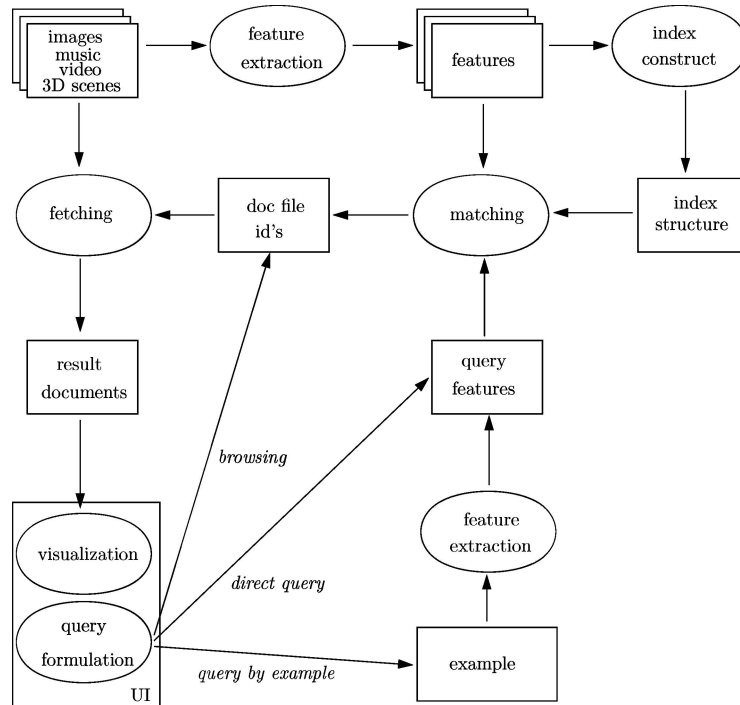 images
music
video
3D scenes
feature
extraction
features
index
construct
fetching
doc file
id's
matching
index
structure
result
documents
query
features
browsing
visualization
feature
extraction
direct query
query
formulation
query by example
example
UI